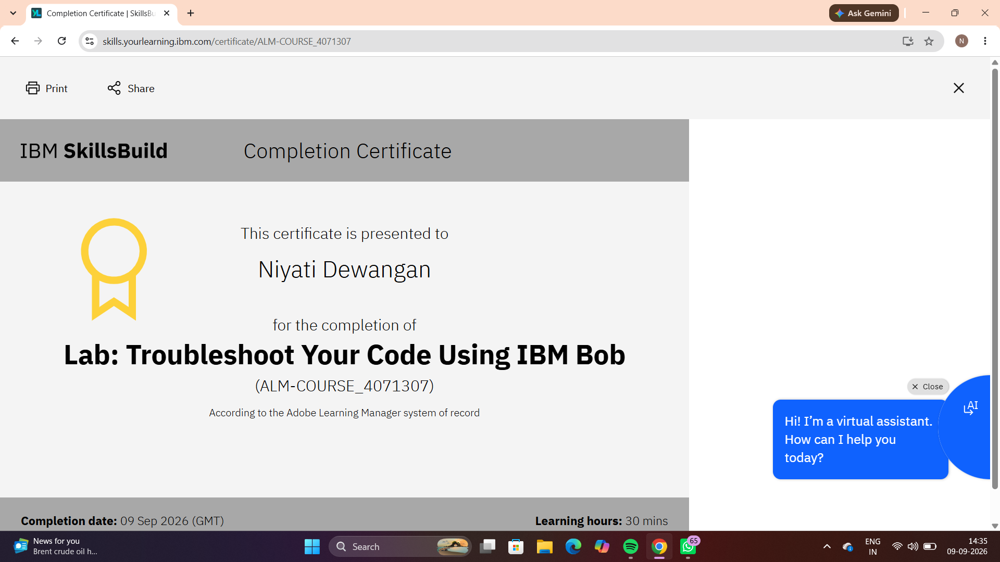 Completion Certificate | SkillsBu
Ask Gemini
skills.yourlearning.ibm.com/certificate/ALM-COURSE_4071307
N
Print
Share
IBM SkillsBuild
Completion Certificate
This certificate is presented to
Niyati Dewangan
for the completion of
Lab: Troubleshoot Your Code Using IBM Bob
(ALM-COURSE_4071307)
According to the Adobe Learning Manager system of record
Close
AI
Hi! I'm a virtual assistant.
How can I help you
today?
Completion date: 09 Sep 2026 (GMT)
Learning hours: 30 mins
News for you
Brent crude oil h...
Search
65
ENG
IN
14:35
09-09-2026